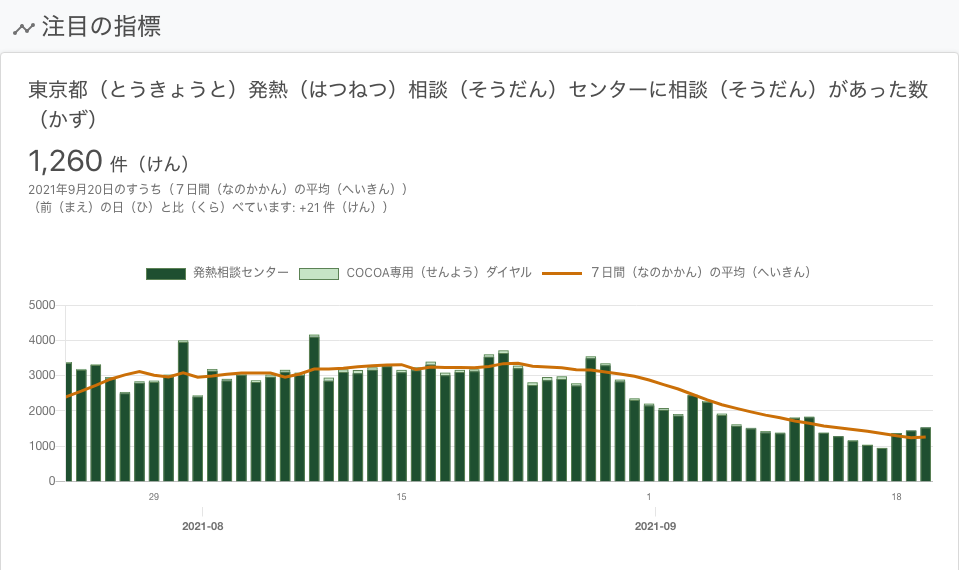 注目の指標
東京都（とうきょうと）発熱（はつねつ）相談（そうだん）センターに相談（そうだん）があった数
（かず）
1,260 件（けん）
2021年9月20日のすうち（７日間（なのかかん）の平均（へいきん））
（前（まえ）の日（ひ）と比（くら）べています: +21 件（けん））
発熱相談センター COCOA専用（せんよう）ダイヤル ７日間（なのかかん）の平均（へいきん）
5000
4000
3000
2000
1000
0
29 15 1 18
2021-08 2021-09